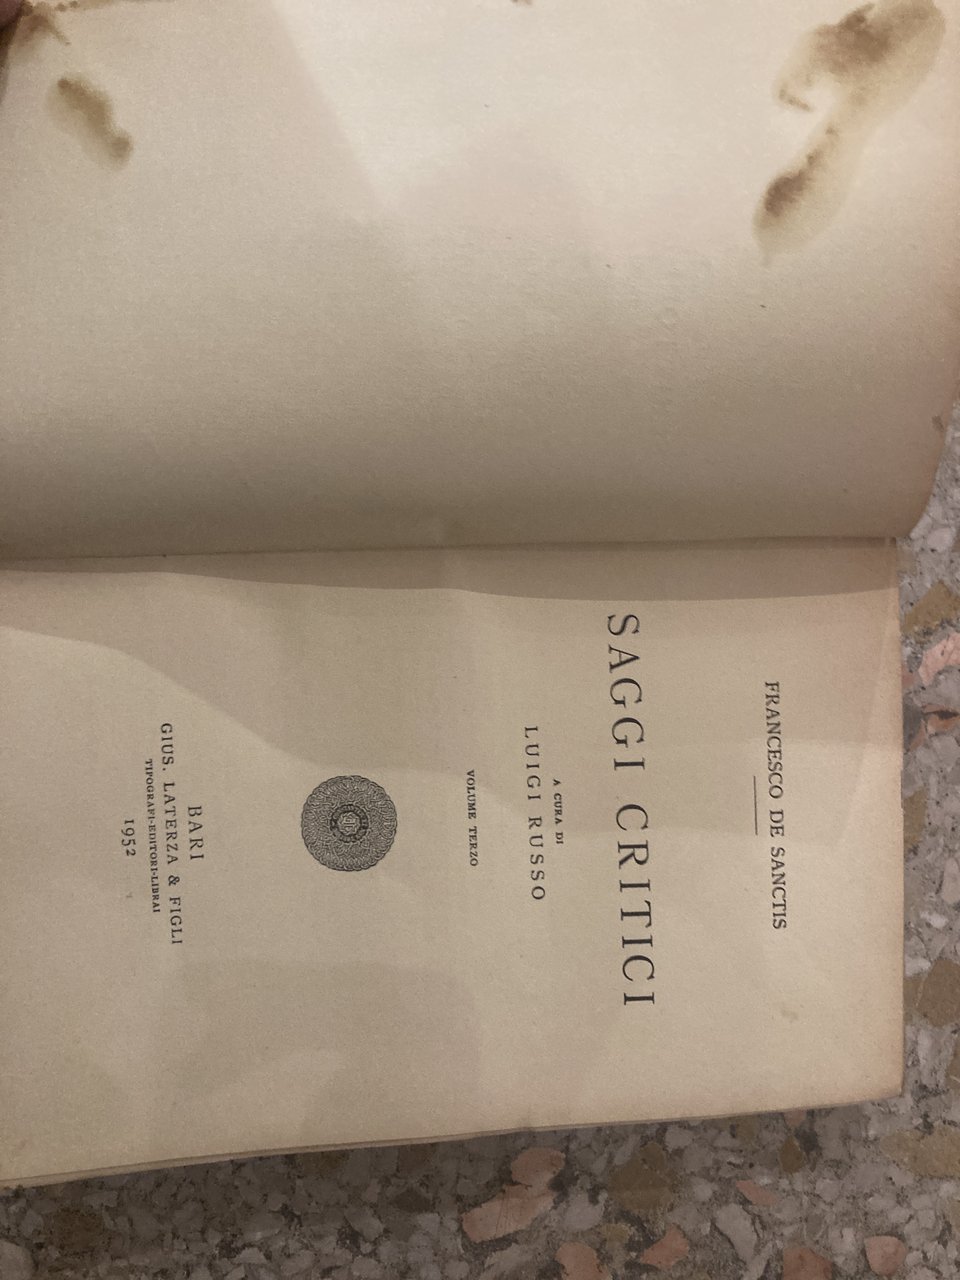 FRANCESCO DE SANCTIS
SAGGI CRITICI
A CURA DI
LUIGI RUSSO
VOLUME TERZO
BARI
GIUS. LATERZA & FIGLI
TIPOGRAFI-EDITORI-LIBRAI
1952